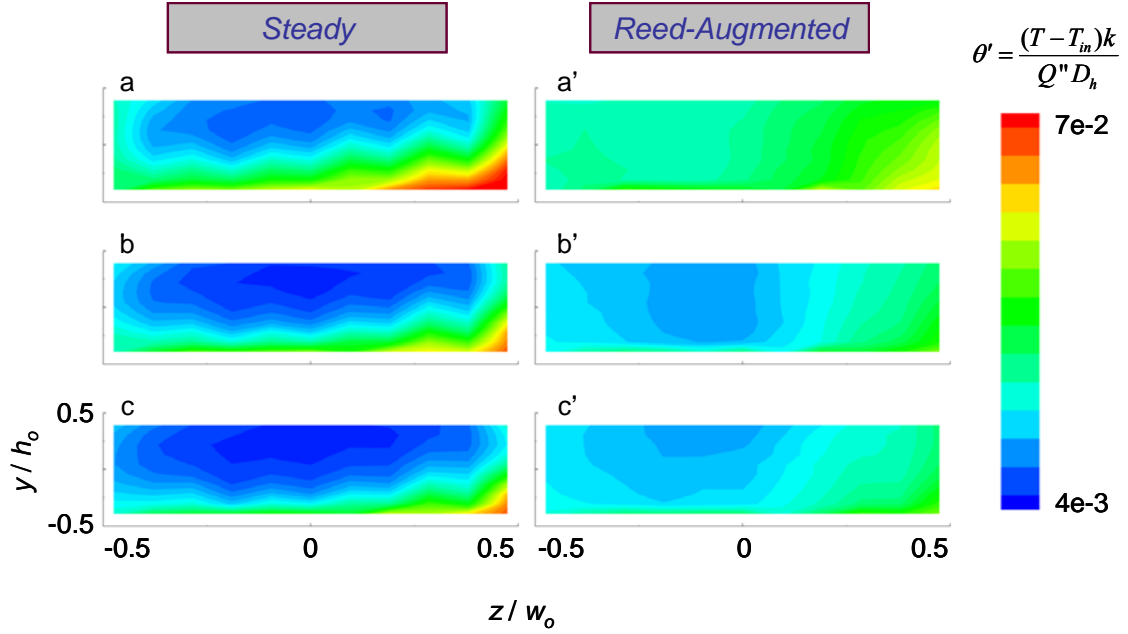 Steady
Reed-Augmented
θ' = (T − T_in)k / Q" D_h
a
a'
7e-2
b
b'
c
c'
0.5
y / h_o
-0.5
4e-3
-0.5 0 0.5
-0.5 0 0.5
z / w_o